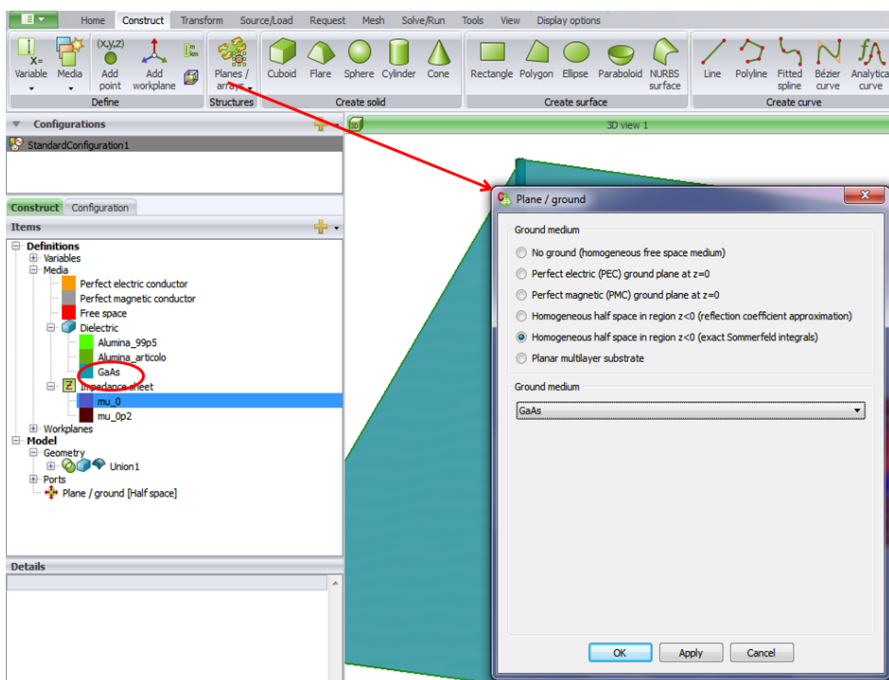 Home Construct Transform Source/Load Request Mesh Solve/Run Tools View Display options
X=
(x,y,z)
Variable Media Add point Add workplane Planes / arrays Cuboid Flare Sphere Cylinder Cone Rectangle Polygon Ellipse Paraboloid NURBS surface Line Polyline Fitted spline Bézier curve Analytical curve
Define Structures Create solid Create surface Create curve
Configurations
3D view 1
StandardConfiguration1
Construct Configuration
Items
Definitions
Variables
Media
Perfect electric conductor
Perfect magnetic conductor
Free space
Dielectric
Alumina_99p5
Alumina_articolo
GaAs
Z Impedance sheet
mu_0
mu_0p2
Workplanes
Model
Geometry
Union1
Ports
Plane / ground [Half space]
Details
Plane / ground
Ground medium
No ground (homogeneous free space medium)
Perfect electric (PEC) ground plane at z=0
Perfect magnetic (PMC) ground plane at z=0
Homogeneous half space in region z<0 (reflection coefficient approximation)
Homogeneous half space in region z<0 (exact Sommerfeld integrals)
Planar multilayer substrate
Ground medium
GaAs
OK Apply Cancel